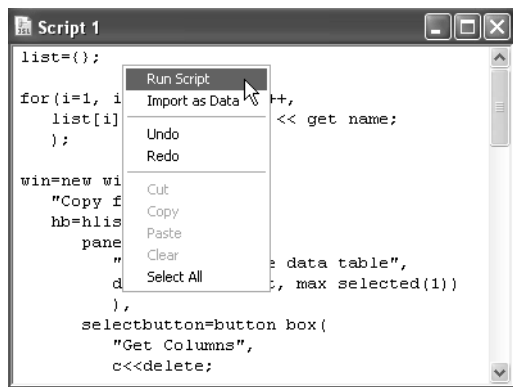 Script 1
list={};
for(i=1, i ++,
list[i] << get name;
);
win=new wi
"Copy f
hb=hlis
pane
" data table",
d , max selected(1))
),
selectbutton=button box(
"Get Columns",
c<<delete;
Run Script
Import as Data
Undo
Redo
Cut
Copy
Paste
Clear
Select All